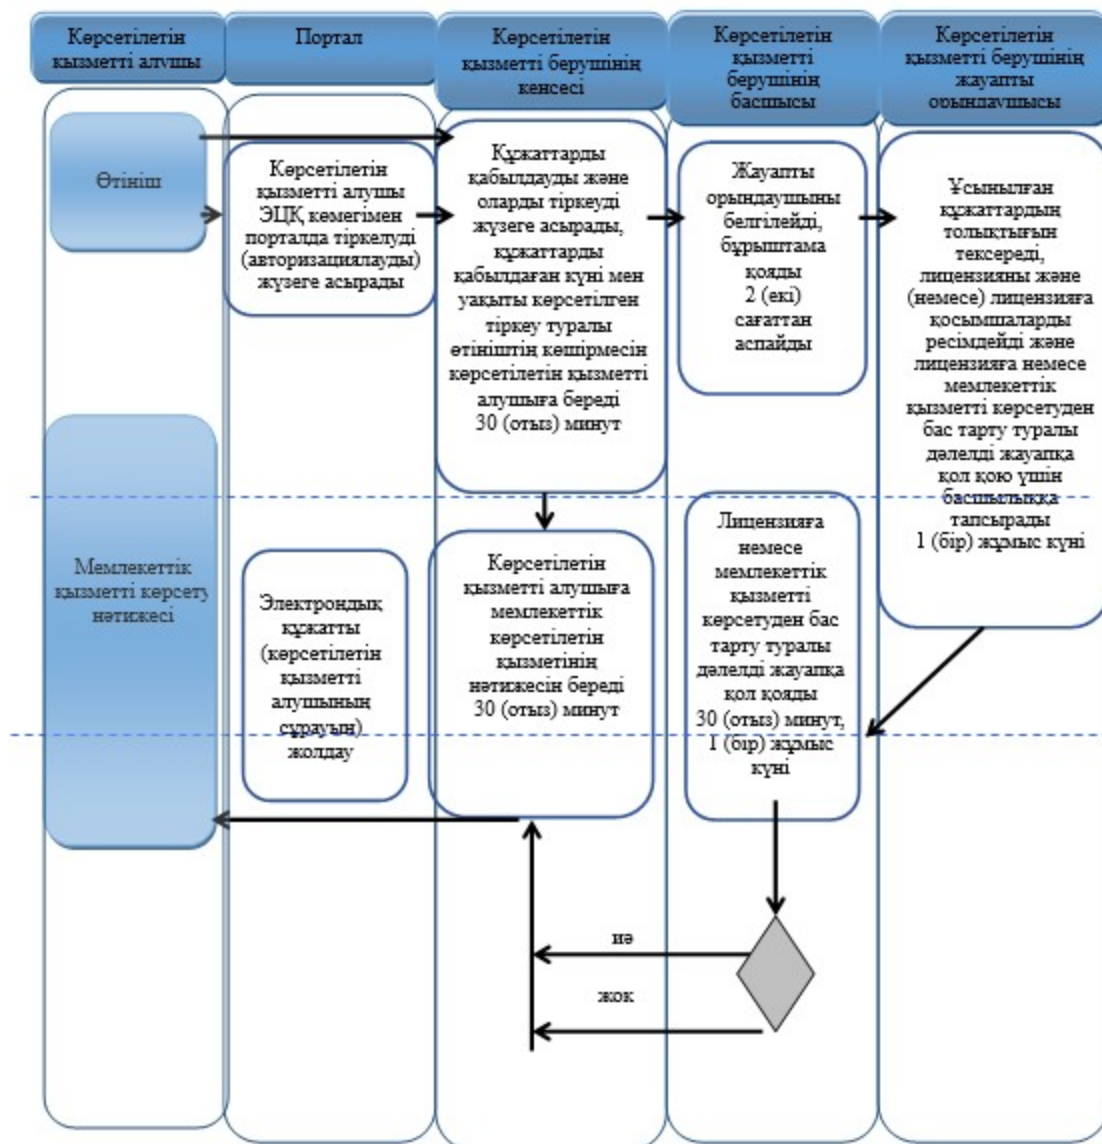 Көрсетілетін
қызметті алушы
Портал
Көрсетілетін
қызметті берушінің
кеңсесі
Көрсетілетін
қызметті
берушінің
басшысы
Көрсетілетін
қызметті берушінің
жауапты
орындаушысы
Өтініш
Көрсетілетін
қызметті алушы
ЭЦҚ көмегімен
порталда тіркелуді
(авторизациялауды)
жүзеге асырады
Құжаттарды
қабылдауды және
оларды тіркеуді
жүзеге асырады,
құжаттарды
қабылдаған күні мен
уақыты көрсетілген
тіркеу туралы
өтініштің көшірмесін
көрсетілетін қызметті
алушыға береді
30 (отыз) минут
Жауапты
орындаушыны
белгілейді,
бұрыштама
қояды
2 (екі)
сағаттан
аспайды
Ұсынылған
құжаттардың
толықтығын
тексереді,
лицензияны және
(немесе) лицензияға
қосымшаларды
ресімдейді және
лицензияға немесе
мемлекеттік
қызметті көрсетуден
бас тарту туралы
дәлелді жауапқа
қол қою үшін
басшылыққа
тапсырады
1 (бір) жұмыс күні
Мемлекеттік
қызметті көрсету
нәтижесі
Электрондық
құжатты
(көрсетілетін
қызметті
алушының
сұрауын)
жолдау
Көрсетілетін
қызметті алушыға
мемлекеттік
көрсетілетін
қызметінің
нәтижесін береді
30 (отыз) минут
Лицензияға
немесе
мемлекеттік
қызметті
көрсетуден бас
тарту туралы
дәлелді жауапқа
қол қояды
30 (отыз) минут,
1 (бір) жұмыс
күні
иә
жоқ